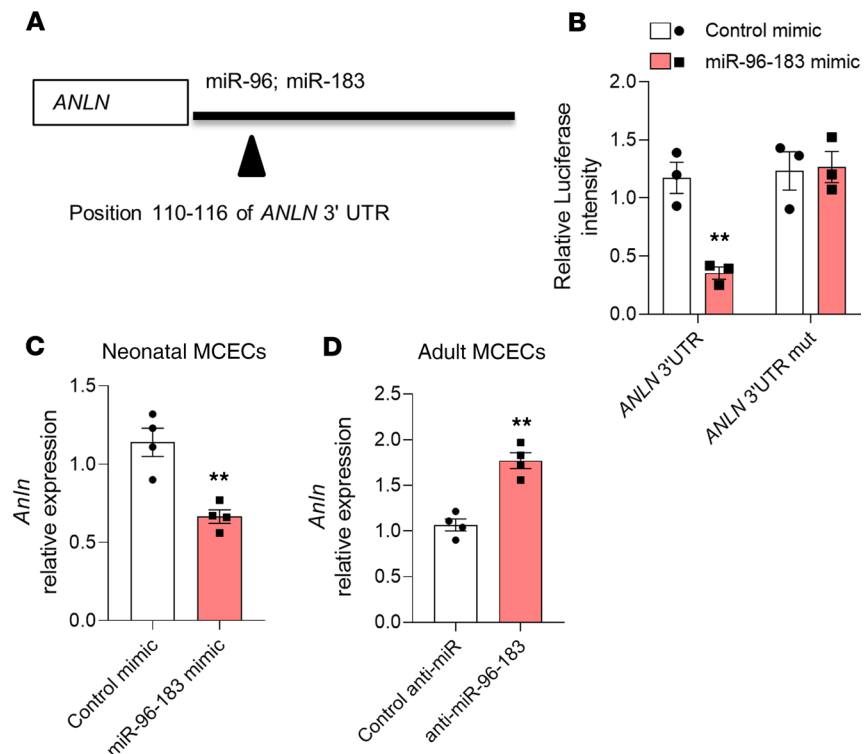 A
ANLN
miR-96; miR-183
Position 110-116 of ANLN 3' UTR
B
Control mimic
miR-96-183 mimic
Relative Luciferase
intensity
2.0
1.5
1.0
0.5
0.0
**
ANLN 3'UTR
ANLN 3'UTR mut
C
Neonatal MCECs
Anln
relative expression
1.5
1.0
0.5
0.0
**
Control mimic
miR-96-183 mimic
D
Adult MCECs
Anln
relative expression
2.5
2.0
1.5
1.0
0.5
0.0
**
Control anti-miR
anti-miR-96-183